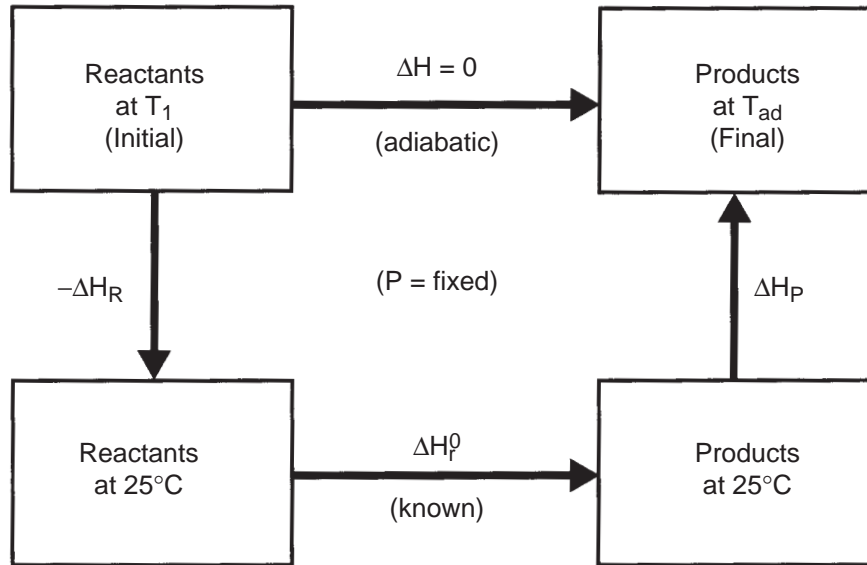 Reactants
at T₁
(Initial)
ΔH = 0
(adiabatic)
Products
at Tad
(Final)
−ΔHR
(P = fixed)
ΔHP
Reactants
at 25°C
ΔHr⁰
(known)
Products
at 25°C